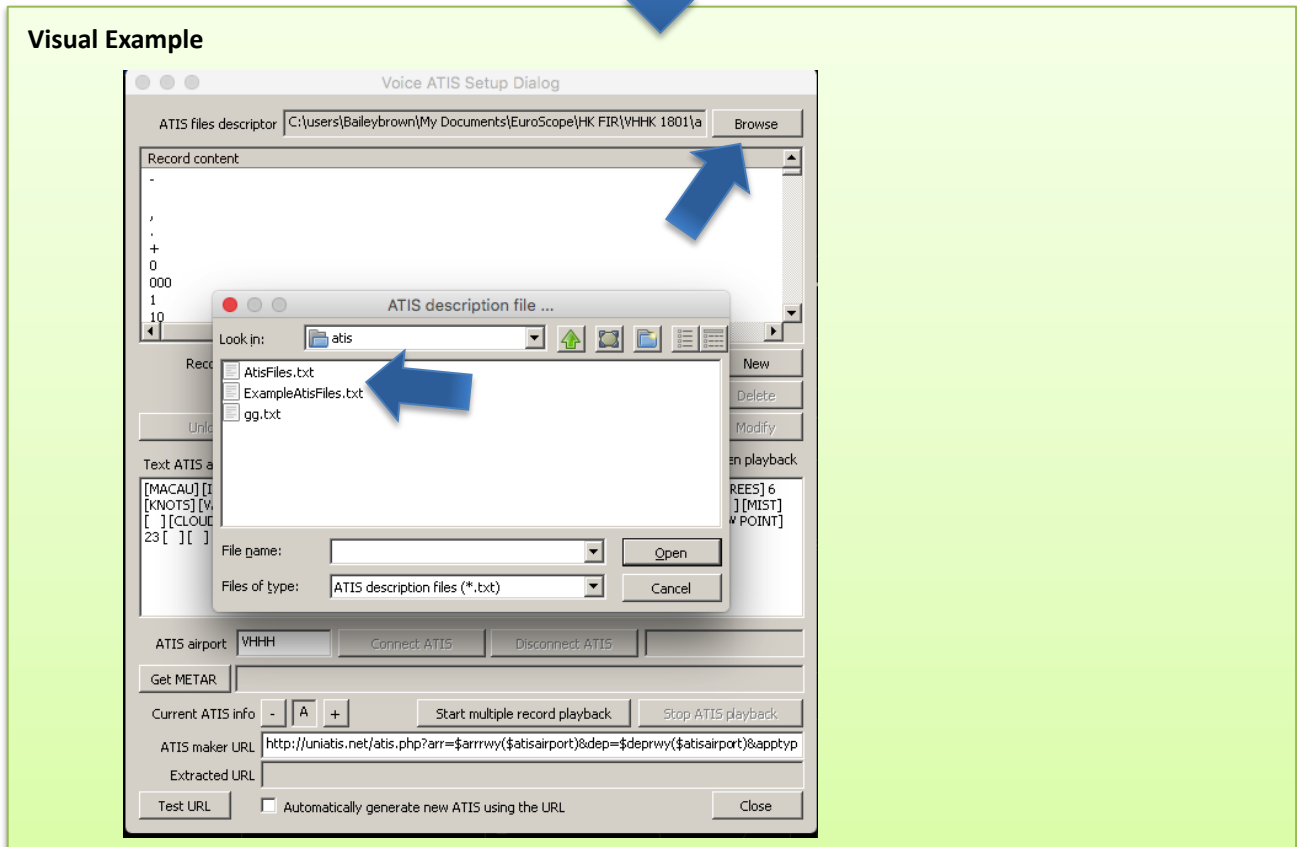 Visual Example
Voice ATIS Setup Dialog
ATIS files descriptor C:\users\Baileybrown\My Documents\EuroScope\HK FIR\VHHK 1801\a Browse
Record content
-
,
.
+
0
000
1
10
ATIS description file ...
Look in: atis
AtisFiles.txt
ExampleAtisFiles.txt
gg.txt
New
Delete
Modify
Text ATIS
[MACAU] REES] 6
[KNOTS] ] [MIST]
[ ] POINT]
23 [ ] [ ]
playback
File name: Open
Files of type: ATIS description files (*.txt) Cancel
ATIS airport VHHH Connect ATIS Disconnect ATIS
Get METAR
Current ATIS info - A + Start multiple record playback Stop ATIS playback
ATIS maker URL http://uniatis.net/atis.php?arr=$arrrwy($atisairport)&dep=$deprwy($atisairport)&apptyp
Extracted URL
Test URL Automatically generate new ATIS using the URL Close